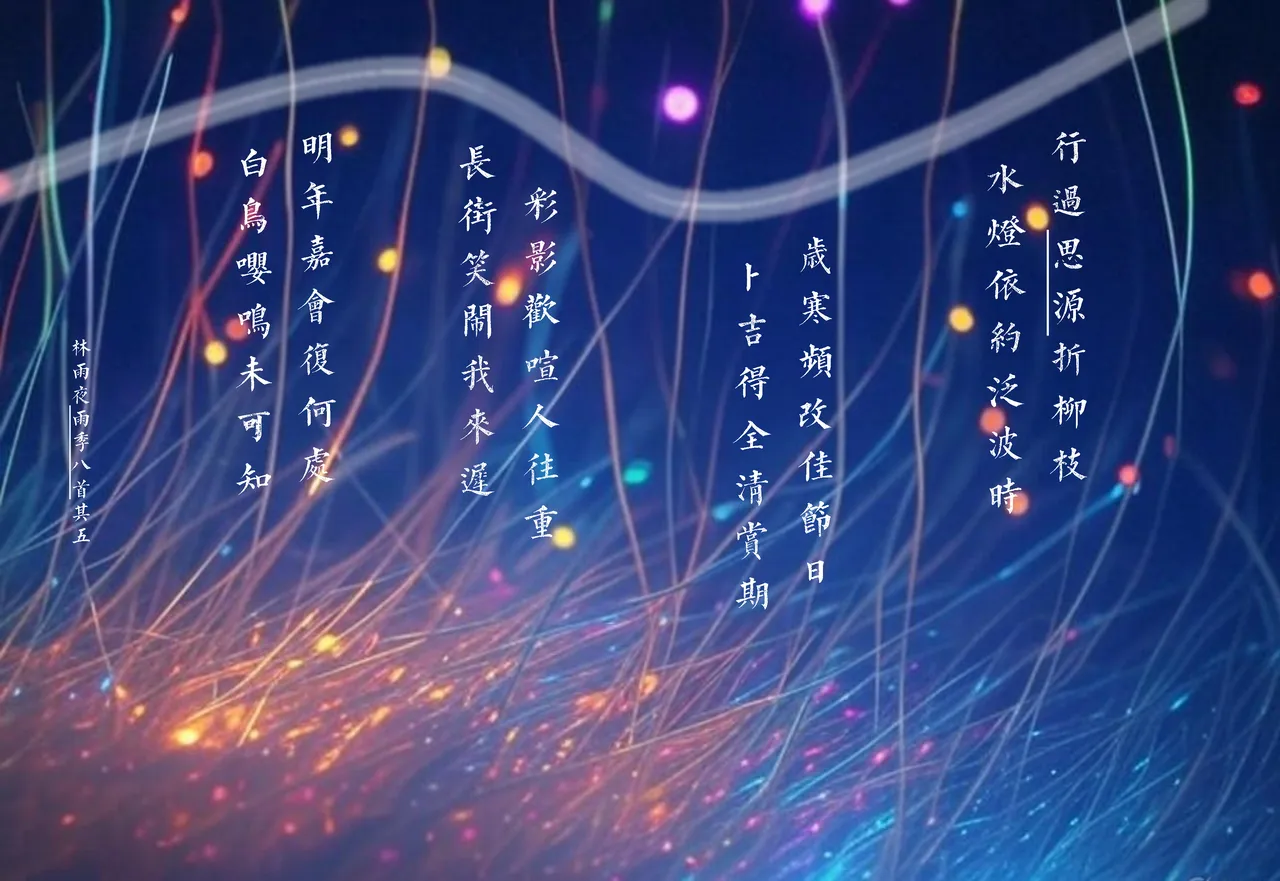 行過思源折柳枝
水燈依約泛波時
歲寒頻改佳節日
卜吉得全清賞期
彩影歡喧人往重
長街笑鬧我來遲
明年嘉會復何處
白鳥嚶鳴未可知
林雨夜雨季八首其五